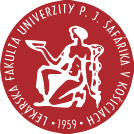 LEKÁRSKA FAKULTA UNIVERZITY P. J. ŠAFÁRIKA V KOŠICIACH
• 1959 •